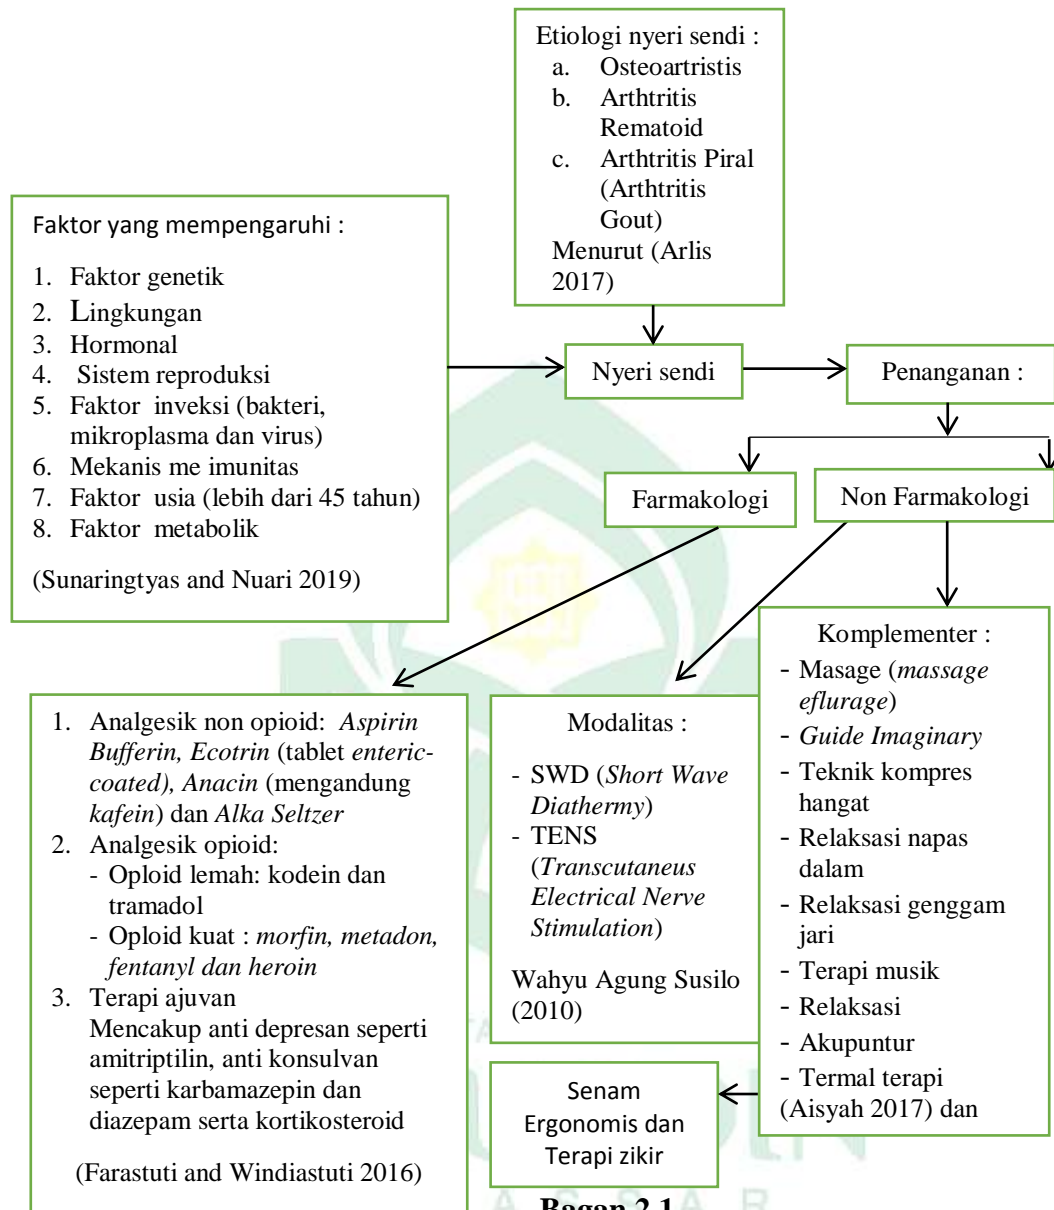 Etiologi nyeri sendi :
a. Osteoartristis
b. Arthtritis
Rematoid
c. Arthtritis Piral
(Arthtritis
Gout)
Menurut (Arlis
2017)
Faktor yang mempengaruhi :
1. Faktor genetik
2. Lingkungan
3. Hormonal
4. Sistem reproduksi
5. Faktor inveksi (bakteri,
mikroplasma dan virus)
6. Mekanis me imunitas
7. Faktor usia (lebih dari 45 tahun)
8. Faktor metabolik
(Sunaringtyas and Nuari 2019)
Nyeri sendi
Penanganan :
Farmakologi
Non Farmakologi
1. Analgesik non opioid: Aspirin
Bufferin, Ecotrin (tablet enteric-
coated), Anacin (mengandung
kafein) dan Alka Seltzer
2. Analgesik opioid:
- Oploid lemah: kodein dan
tramadol
- Oploid kuat : morfin, metadon,
fentanyl dan heroin
3. Terapi ajuvan
Mencakup anti depresan seperti
amitriptilin, anti konsulvan
seperti karbamazepin dan
diazepam serta kortikosteroid
(Farastuti and Windiastuti 2016)
Modalitas :
- SWD (Short Wave
Diathermy)
- TENS
(Transcutaneus
Electrical Nerve
Stimulation)
Wahyu Agung Susilo
(2010)
Komplementer :
- Masage (massage
eflurage)
- Guide Imaginary
- Teknik kompres
hangat
- Relaksasi napas
dalam
- Relaksasi genggam
jari
- Terapi musik
- Relaksasi
- Akupuntur
- Termal terapi
(Aisyah 2017) dan
Senam
Ergonomis dan
Terapi zikir
Bagan 2.1